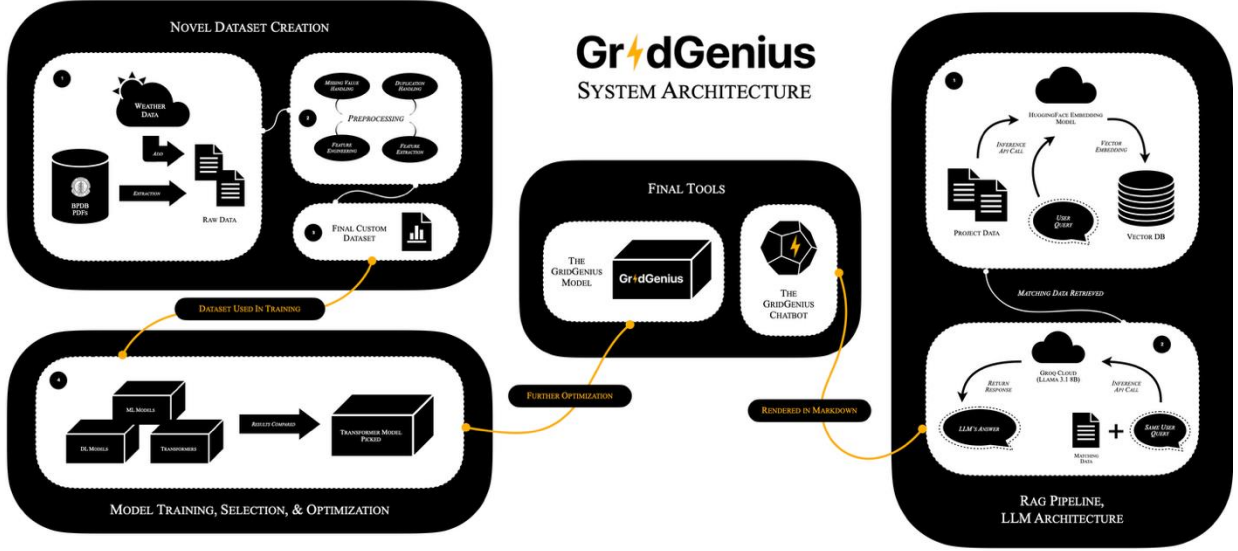 NOVEL DATASET CREATION
1
WEATHER
DATA
ADD
BPDB
PDFs
EXTRACTION
RAW DATA
2
MISSING VALUE
HANDLING
DUPLICATION
HANDLING
PREPROCESSING
FEATURE
ENGINEERING
FEATURE
EXTRACTION
3
FINAL CUSTOM
DATASET
DATASET USED IN TRAINING
4
ML MODELS
DL MODELS
TRANSFORMERS
RESULTS COMPARED
TRANSFORMER MODEL
PICKED
MODEL TRAINING, SELECTION, & OPTIMIZATION
GridGenius
SYSTEM ARCHITECTURE
FINAL TOOLS
THE
GRIDGENIUS
MODEL
GridGenius
THE
GRIDGENIUS
CHATBOT
FURTHER OPTIMIZATION
RENDERED IN MARKDOWN
1
HUGGINGFACE EMBEDDING
MODEL
INFERENCE
API CALL
VECTOR
EMBEDDING
PROJECT DATA
USER
QUERY
VECTOR DB
MATCHING DATA RETRIEVED
2
GROQ CLOUD
(LLAMA 3.1 8B)
RETURN
RESPONSE
INFERENCE
API CALL
LLM'S ANSWER
MATCHING
DATA
+
SAME USER
QUERY
RAG PIPELINE,
LLM ARCHITECTURE